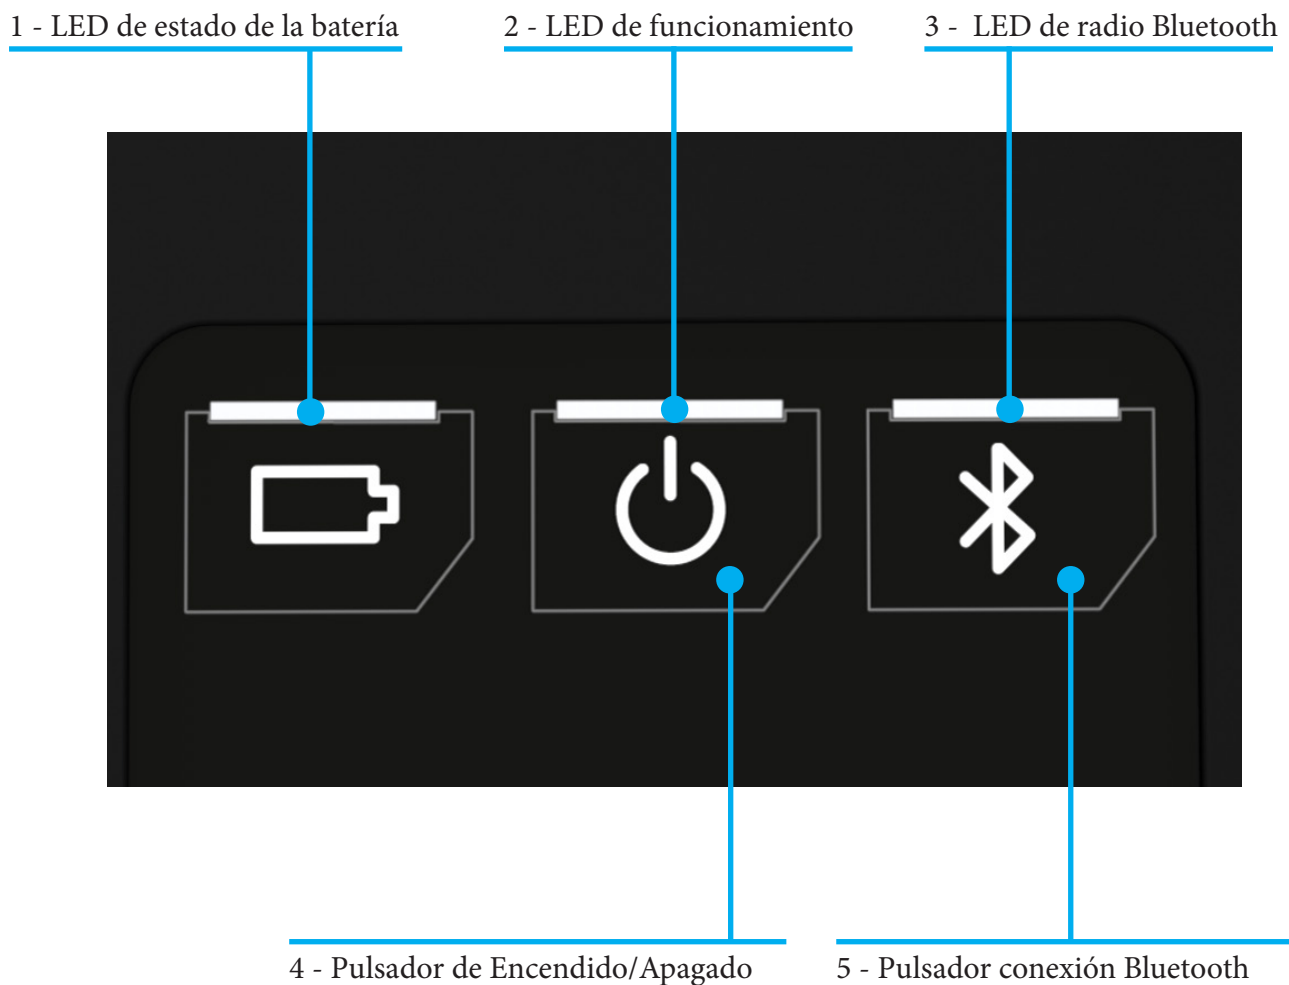 1 - LED de estado de la batería
2 - LED de funcionamiento
3 - LED de radio Bluetooth
4 - Pulsador de Encendido/Apagado
5 - Pulsador conexión Bluetooth